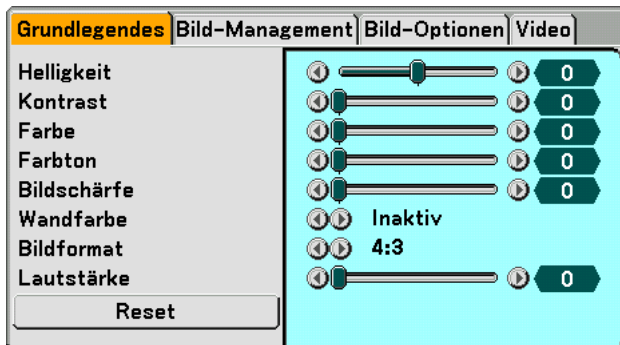 Grundlegendes Bild-Management Bild-Optionen Video
Helligkeit 0
Kontrast 0
Farbe 0
Farbton 0
Bildschärfe 0
Wandfarbe Inaktiv
Bildformat 4:3
Lautstärke 0
Reset